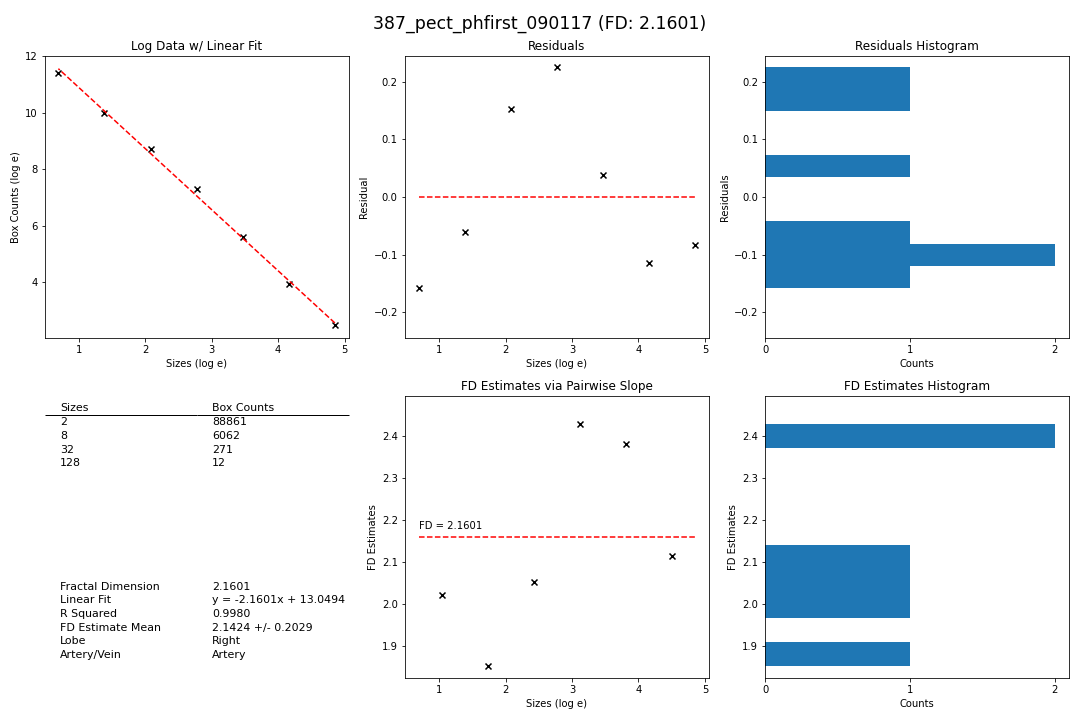 387_pect_phfirst_090117 (FD: 2.1601)
Log Data w/ Linear Fit
Box Counts (log e)
12
10
8
6
4
1 2 3 4 5
Sizes (log e)
Residuals
Residual
0.2
0.1
0.0
−0.1
−0.2
1 2 3 4 5
Sizes (log e)
Residuals Histogram
Residuals
0.2
0.1
0.0
−0.1
−0.2
0 1 2
Counts
Sizes Box Counts
2 88861
8 6062
32 271
128 12
Fractal Dimension 2.1601
Linear Fit y = -2.1601x + 13.0494
R Squared 0.9980
FD Estimate Mean 2.1424 +/- 0.2029
Lobe Right
Artery/Vein Artery
FD Estimates via Pairwise Slope
FD Estimates
2.4
2.3
2.2
2.1
2.0
1.9
FD = 2.1601
1 2 3 4 5
Sizes (log e)
FD Estimates Histogram
FD Estimates
2.4
2.3
2.2
2.1
2.0
1.9
0 1 2
Counts